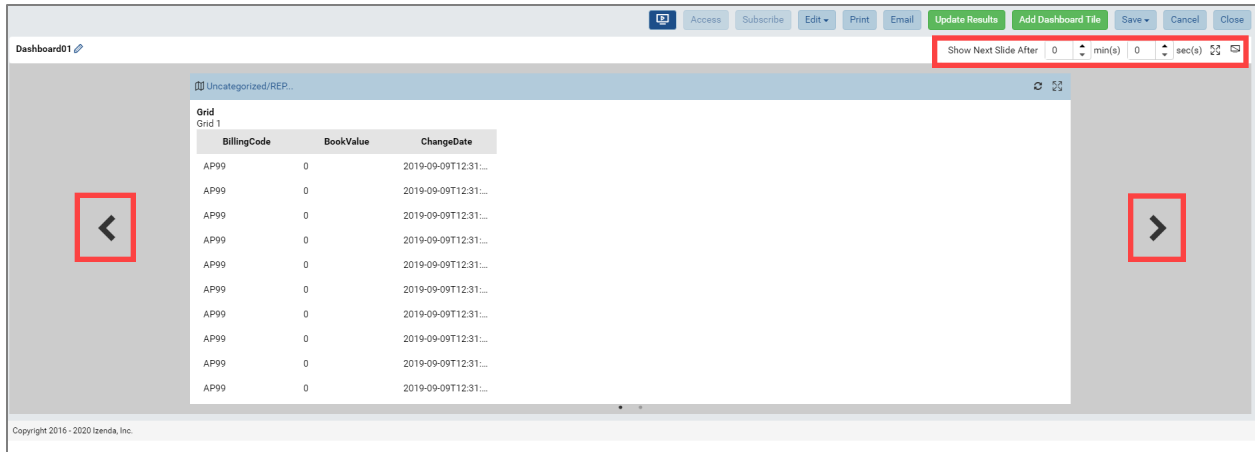 Access Subscribe Edit Print Email Update Results Add Dashboard Tile Save Cancel Close
Dashboard01 Show Next Slide After 0 min(s) 0 sec(s)
Uncategorized/REP...
Grid
Grid 1
BillingCode BookValue ChangeDate
AP99 0 2019-09-09T12:31:...
AP99 0 2019-09-09T12:31:...
AP99 0 2019-09-09T12:31:...
AP99 0 2019-09-09T12:31:...
AP99 0 2019-09-09T12:31:...
AP99 0 2019-09-09T12:31:...
AP99 0 2019-09-09T12:31:...
AP99 0 2019-09-09T12:31:...
AP99 0 2019-09-09T12:31:...
AP99 0 2019-09-09T12:31:...
Copyright 2016 - 2020 Izenda, Inc.